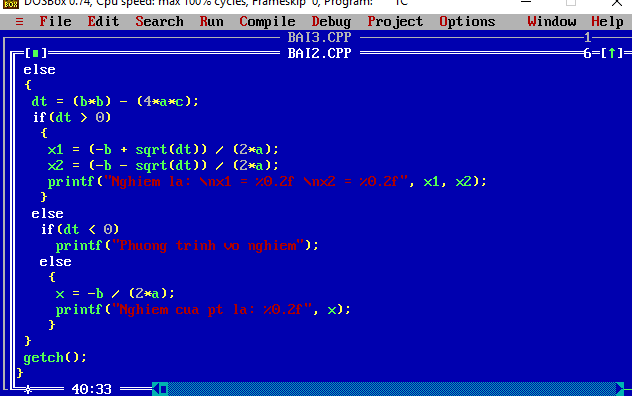 DOSBox 0.74, Cpu speed: max 100% cycles, Frameskip 0, Program: TC
≡ File Edit Search Run Compile Debug Project Options Window Help
BAI3.CPP 1
[■] BAI2.CPP 6=[↑]
else
{
dt = (b*b) - (4*a*c);
if(dt > 0)
{
x1 = (-b + sqrt(dt)) / (2*a);
x2 = (-b - sqrt(dt)) / (2*a);
printf("Nghiem la: \nx1 = %0.2f \nx2 = %0.2f", x1, x2);
}
else
if(dt < 0)
printf("Phuong trinh vo nghiem");
else
{
x = -b / (2*a);
printf("Nghiem cua pt la: %0.2f", x);
}
}
getch();
}
40:33